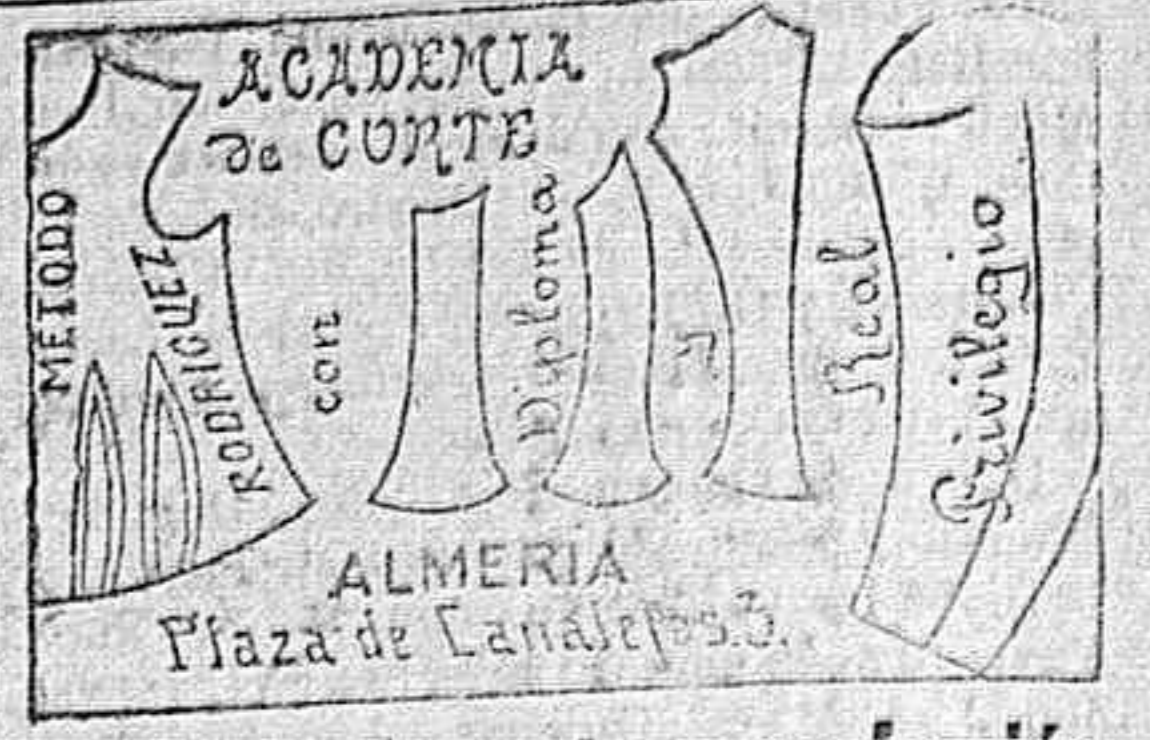 ACADEMIA
de CORTE
METODO
RODRIGUEZ
con
Diploma
y
Real
Privilegio
ALMERIA
Plaza de Canalejas. 3.